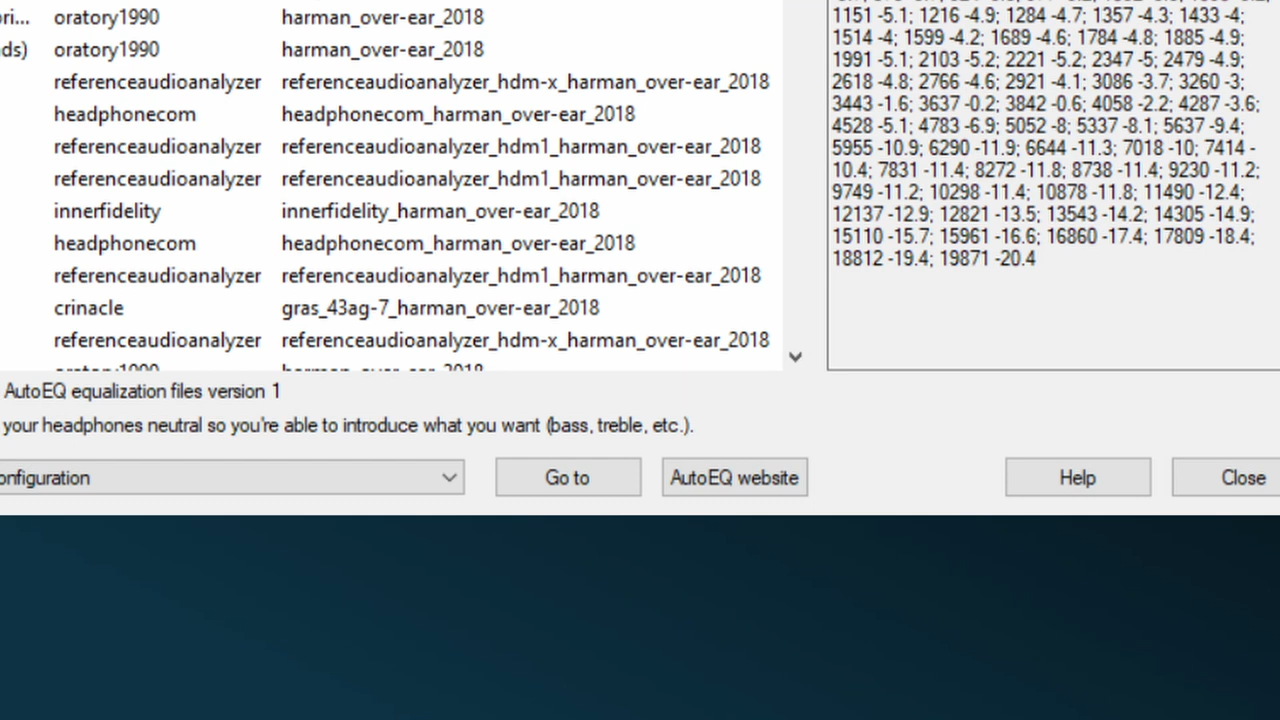 ori... oratory1990 harman_over-ear_2018
ds) oratory1990 harman_over-ear_2018
referenceaudioanalyzer referenceaudioanalyzer_hdm-x_harman_over-ear_2018
headphonecom headphonecom_harman_over-ear_2018
referenceaudioanalyzer referenceaudioanalyzer_hdm1_harman_over-ear_2018
referenceaudioanalyzer referenceaudioanalyzer_hdm1_harman_over-ear_2018
innerfidelity innerfidelity_harman_over-ear_2018
headphonecom headphonecom_harman_over-ear_2018
referenceaudioanalyzer referenceaudioanalyzer_hdm1_harman_over-ear_2018
crinacle gras_43ag-7_harman_over-ear_2018
referenceaudioanalyzer referenceaudioanalyzer_hdm-x_harman_over-ear_2018
oratory1990 harman_over-ear_2018
1151 -5.1; 1216 -4.9; 1284 -4.7; 1357 -4.3; 1433 -4;
1514 -4; 1599 -4.2; 1689 -4.6; 1784 -4.8; 1885 -4.9;
1991 -5.1; 2103 -5.2; 2221 -5.2; 2347 -5; 2479 -4.9;
2618 -4.8; 2766 -4.6; 2921 -4.1; 3086 -3.7; 3260 -3;
3443 -1.6; 3637 -0.2; 3842 -0.6; 4058 -2.2; 4287 -3.6;
4528 -5.1; 4783 -6.9; 5052 -8; 5337 -8.1; 5637 -9.4;
5955 -10.9; 6290 -11.9; 6644 -11.3; 7018 -10; 7414 -
10.4; 7831 -11.4; 8272 -11.8; 8738 -11.4; 9230 -11.2;
9749 -11.2; 10298 -11.4; 10878 -11.8; 11490 -12.4;
12137 -12.9; 12821 -13.5; 13543 -14.2; 14305 -14.9;
15110 -15.7; 15961 -16.6; 16860 -17.4; 17809 -18.4;
18812 -19.4; 19871 -20.4
AutoEQ equalization files version 1
your headphones neutral so you're able to introduce what you want (bass, treble, etc.).
onfiguration Go to AutoEQ website Help Close